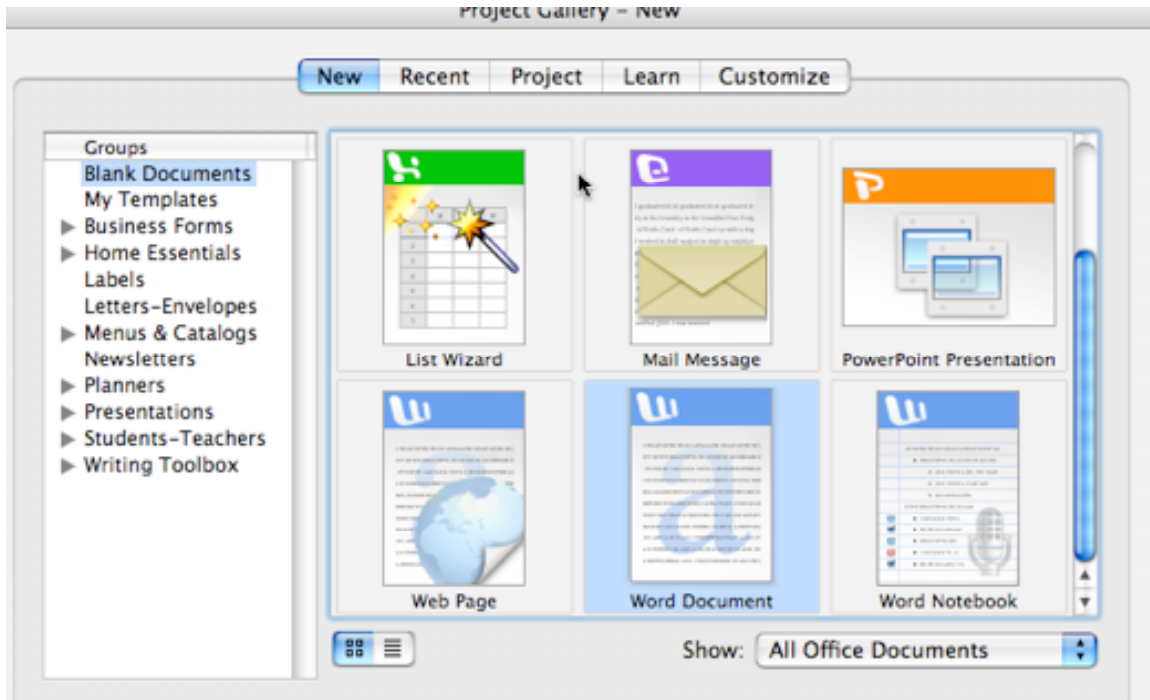 Project Gallery – New
New Recent Project Learn Customize
Groups
Blank Documents
My Templates
Business Forms
Home Essentials
Labels
Letters-Envelopes
Menus & Catalogs
Newsletters
Planners
Presentations
Students-Teachers
Writing Toolbox
List Wizard
Mail Message
PowerPoint Presentation
Web Page
Word Document
Word Notebook
Show: All Office Documents